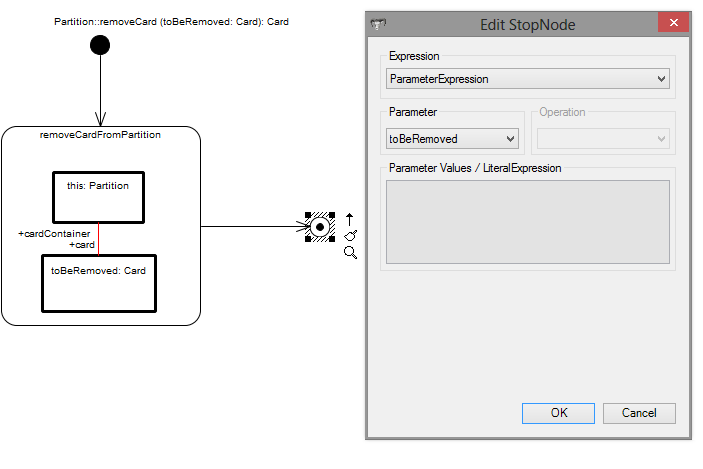 Partition::removeCard (toBeRemoved: Card): Card
removeCardFromPartition
this: Partition
+cardContainer
+card
toBeRemoved: Card
Edit StopNode
Expression
ParameterExpression
Parameter
Operation
toBeRemoved
Parameter Values / LiteralExpression
OK
Cancel